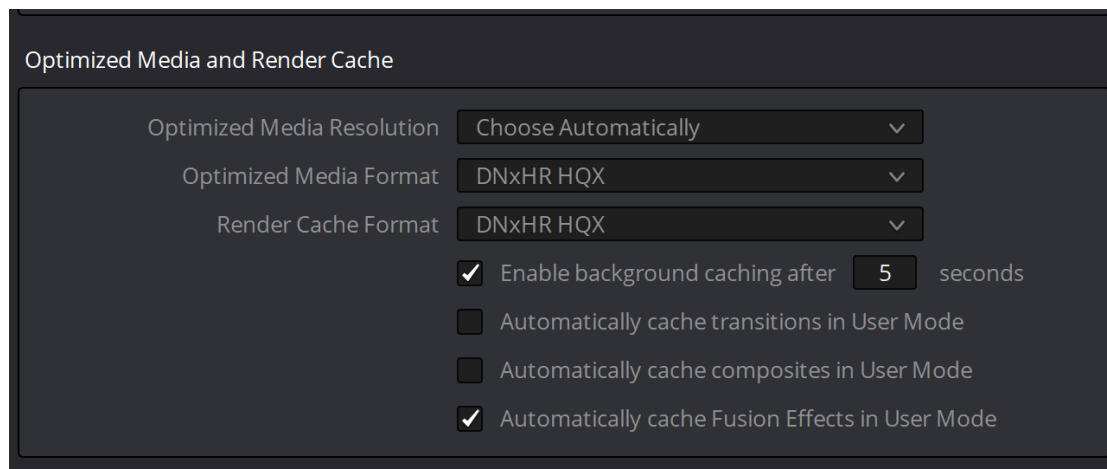 Optimized Media and Render Cache
Optimized Media Resolution Choose Automatically
Optimized Media Format DNxHR HQX
Render Cache Format DNxHR HQX
Enable background caching after 5 seconds
Automatically cache transitions in User Mode
Automatically cache composites in User Mode
Automatically cache Fusion Effects in User Mode